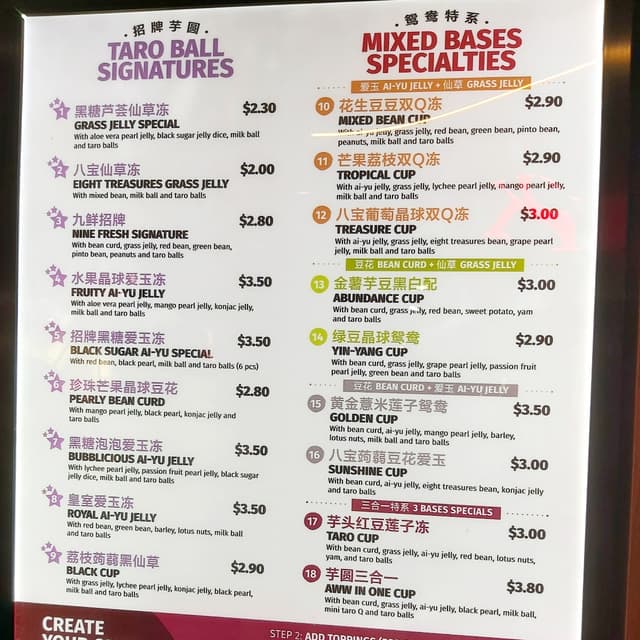 · 招牌芋圆 ·
TARO BALL
SIGNATURES
1 黑糖芦荟仙草冻 $2.30
GRASS JELLY SPECIAL
With aloe vera pearl jelly, black sugar jelly dice, milk ball
and taro balls
2 八宝仙草冻 $2.00
EIGHT TREASURES GRASS JELLY
With mixed bean, milk ball and taro balls
3 九鲜招牌 $2.80
NINE FRESH SIGNATURE
With bean curd, grass jelly, red bean, green bean,
pinto bean, peanuts and taro balls
4 水果晶球爱玉冻 $3.50
FRUITY AI-YU JELLY
With aloe vera pearl jelly, mango pearl jelly, konjac jelly,
milk ball and taro balls
5 招牌黑糖爱玉冻 $3.50
BLACK SUGAR AI-YU SPECIAL
With red bean, black pearl, milk ball and taro balls (6 pcs)
6 珍珠芒果晶球豆花 $2.80
PEARLY BEAN CURD
With mango pearl jelly, black pearl, konjac jelly and
taro balls
7 黑糖泡泡爱玉冻 $3.50
BUBBLICIOUS AI-YU JELLY
With lychee pearl jelly, passion fruit pearl jelly, black sugar
jelly dice, milk ball and taro balls
8 皇室爱玉冻 $3.50
ROYAL AI-YU JELLY
With red bean, green bean, barley, lotus nuts, milk ball
and taro balls
9 荔枝蒟蒻黑仙草 $2.90
BLACK CUP
With grass jelly, lychee pearl jelly, konjac jelly, black pearl,
milk ball and taro balls
CREATE
· 鸳鸯特系 ·
MIXED BASES
SPECIALTIES
爱玉 AI-YU JELLY + 仙草 GRASS JELLY
10 花生豆豆双Q冻 $2.90
MIXED BEAN CUP
With ai-yu jelly, grass jelly, red bean, green bean, pinto bean,
peanuts, milk ball and taro balls
11 芒果荔枝双Q冻 $2.90
TROPICAL CUP
With ai-yu jelly, grass jelly, lychee pearl jelly, mango pearl jelly,
milk ball and taro balls
12 八宝葡萄晶球双Q冻 $3.00
TREASURE CUP
With ai-yu jelly, grass jelly, eight treasures bean, grape pearl
jelly, milk ball and taro balls
豆花 BEAN CURD + 仙草 GRASS JELLY
13 金薯芋豆黑白配 $3.00
ABUNDANCE CUP
With bean curd, grass jelly, red bean, sweet potato, yam
and taro balls
14 绿豆晶球鸳鸯 $2.90
YIN-YANG CUP
With bean curd, grass jelly, grape pearl jelly, passion fruit
pearl jelly, green bean and taro balls
豆花 BEAN CURD + 爱玉 AI-YU JELLY
15 黄金薏米莲子鸳鸯 $3.50
GOLDEN CUP
With bean curd, ai-yu jelly, mango pearl jelly, barley,
lotus nuts, milk ball and taro balls
16 八宝蒟蒻豆花爱玉 $3.00
SUNSHINE CUP
With bean curd, ai-yu jelly, eight treasures bean, konjac jelly
and taro balls
三合一特系 3 BASES SPECIALS
17 芋头红豆莲子冻 $3.00
TARO CUP
With bean curd, grass jelly, ai-yu jelly, red bean, lotus nuts,
yam, and taro balls
18 芋圆三合一 $3.80
AWW IN ONE CUP
With bean curd, grass jelly, ai-yu jelly, black pearl, milk ball,
mini taro Q and taro balls
STEP 2: ADD TOPPINGS